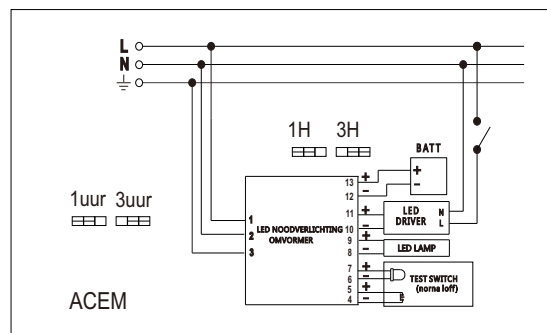 L
N
1H 3H
BATT
+
-
13 +
12 -
1uur 3uur
LED NOODVERLICHTING
OMVORMER
1
2
3
11 +
10 -
LED
DRIVER
N
L
9 +
8 -
LED LAMP
7 +
6 -
5 +
4 -
TEST SWITCH
(norna loff)
ACEM